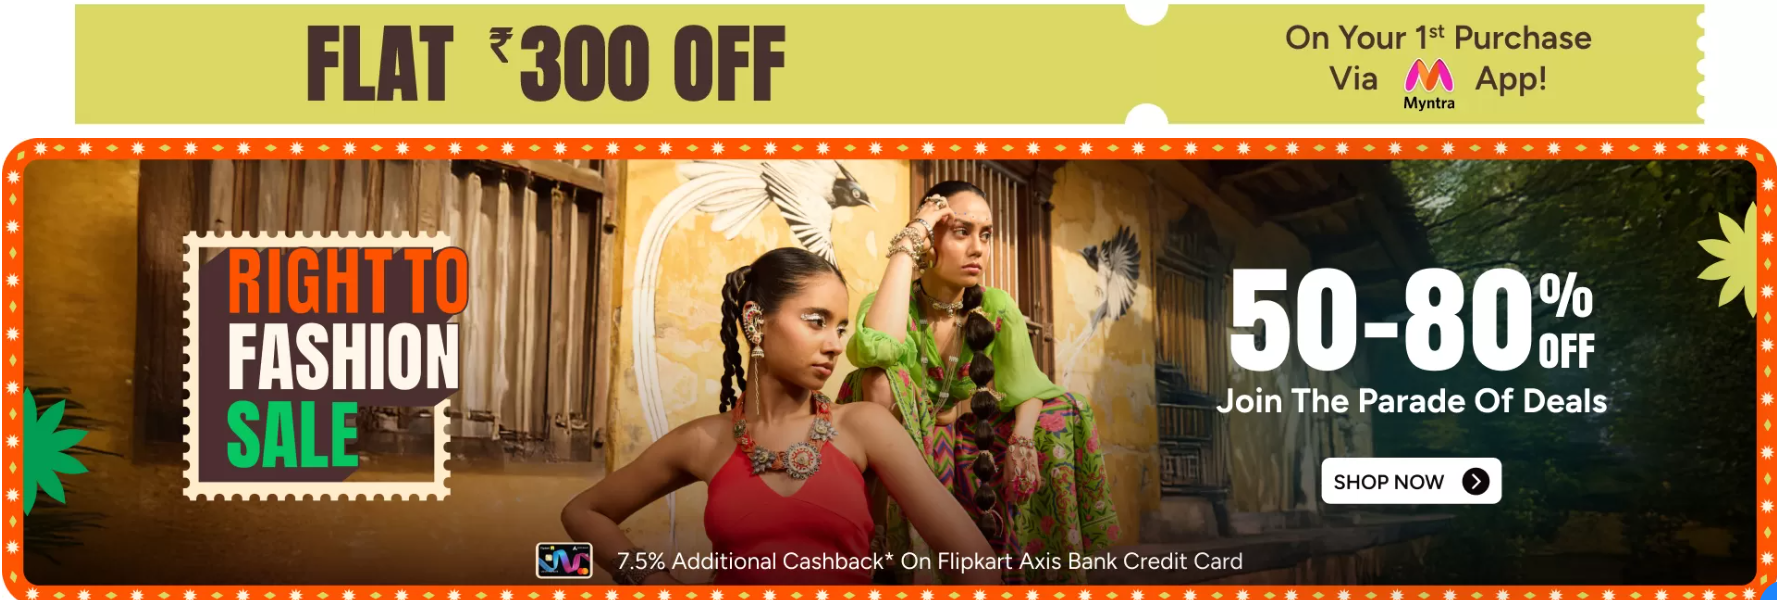 FLAT ₹300 OFF
On Your 1st Purchase
Via Myntra App!
RIGHT TO
FASHION
SALE
50-80% OFF
Join The Parade Of Deals
SHOP NOW
7.5% Additional Cashback* On Flipkart Axis Bank Credit Card